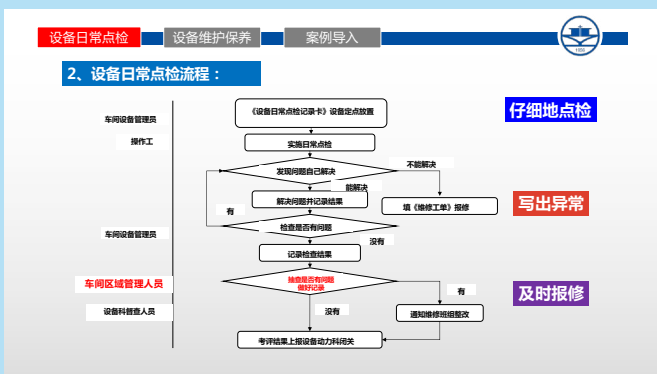 设备日常点检
设备维护保养
案例导入
2、设备日常点检流程：
仔细地点检
车间设备管理员
《设备日常点检记录卡》设备定点放置
操作工
实施日常点检
发现问题自己解决
不能解决
能解决
解决问题并记录结果
填《维修工单》报修
写出异常
有
检查是否有问题
车间设备管理员
没有
记录检查结果
车间区域管理人员
抽查是否有问题
做好记录
有
及时报修
设备科督查人员
没有
通知维修班组整改
考评结果上报设备动力科闭关